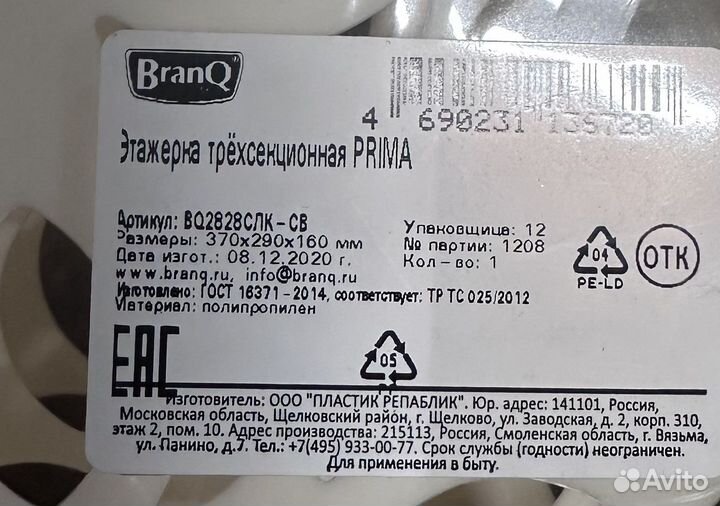 BranQ
4 690231 135720
Этажерка трёхсекционная PRIMA
Артикул: BQ2828СЛК-СВ
Размеры: 370х290х160 мм
Дата изгот.: 08.12.2020 г.
www.branq.ru, info@branq.ru
Изготовлено: ГОСТ 16371-2014, соответствует: ТР ТС 025/2012
Материал: полипропилен
Упаковщица: 12
№ партии: 1208
Кол-во: 1
04
PE-LD
ОТК
EAC
05
Изготовитель: ООО "ПЛАСТИК РЕПАБЛИК". Юр. адрес: 141101, Россия,
Московская область, Щелковский район, г. Щелково, ул. Заводская, д. 2, корп. 310,
этаж 2, пом. 10. Адрес производства: 215113, Россия, Смоленская область, г. Вязьма,
ул. Панино, д.7. Тел.: +7(495) 933-00-77. Срок службы (годности) неограничен.
Для применения в быту.
Avito